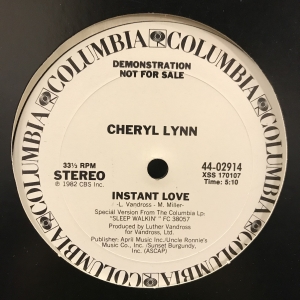 COLUMBIA COLUMBIA COLUMBIA COLUMBIA
DEMONSTRATION
NOT FOR SALE
CHERYL LYNN
33⅓ RPM
STEREO
℗ 1982 CBS Inc.
44-02914
XSS 170107
Time: 5:10
INSTANT LOVE
-L. Vandross - M. Miller-
Special Version From The Columbia Lp:
"SLEEP WALKIN'" FC 38057
Produced by Luther Vandross
for Vandross, Ltd.
Publisher: April Music Inc./Uncle Ronnie's
Music Co., Inc. /Sunset Burgundy,
Inc. (ASCAP)